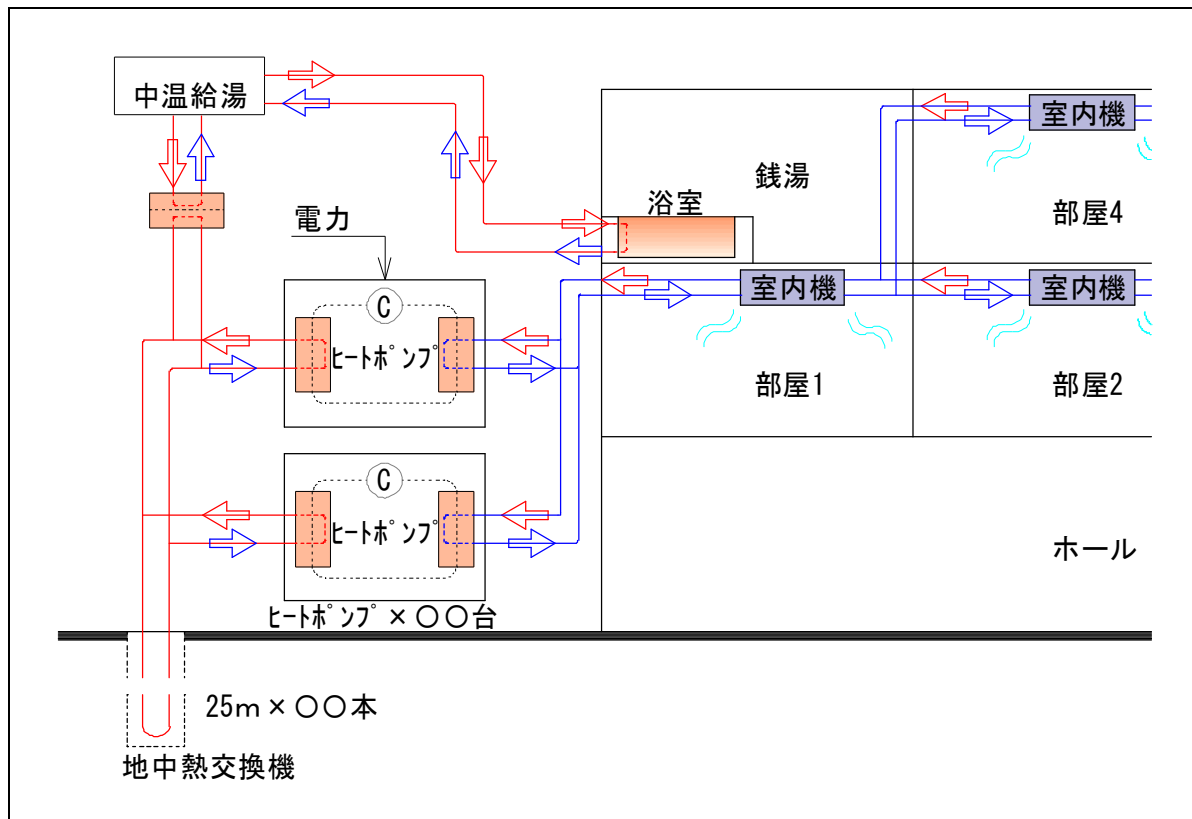 中温給湯
室内機
銭湯
浴室
部屋4
電力
C
室内機
室内機
ﾋｰﾄﾎﾟﾝﾌﾟ
部屋1
部屋2
C
ﾋｰﾄﾎﾟﾝﾌﾟ
ホール
ﾋｰﾄﾎﾟﾝﾌﾟ×〇〇台
25ｍ×〇〇本
地中熱交換機